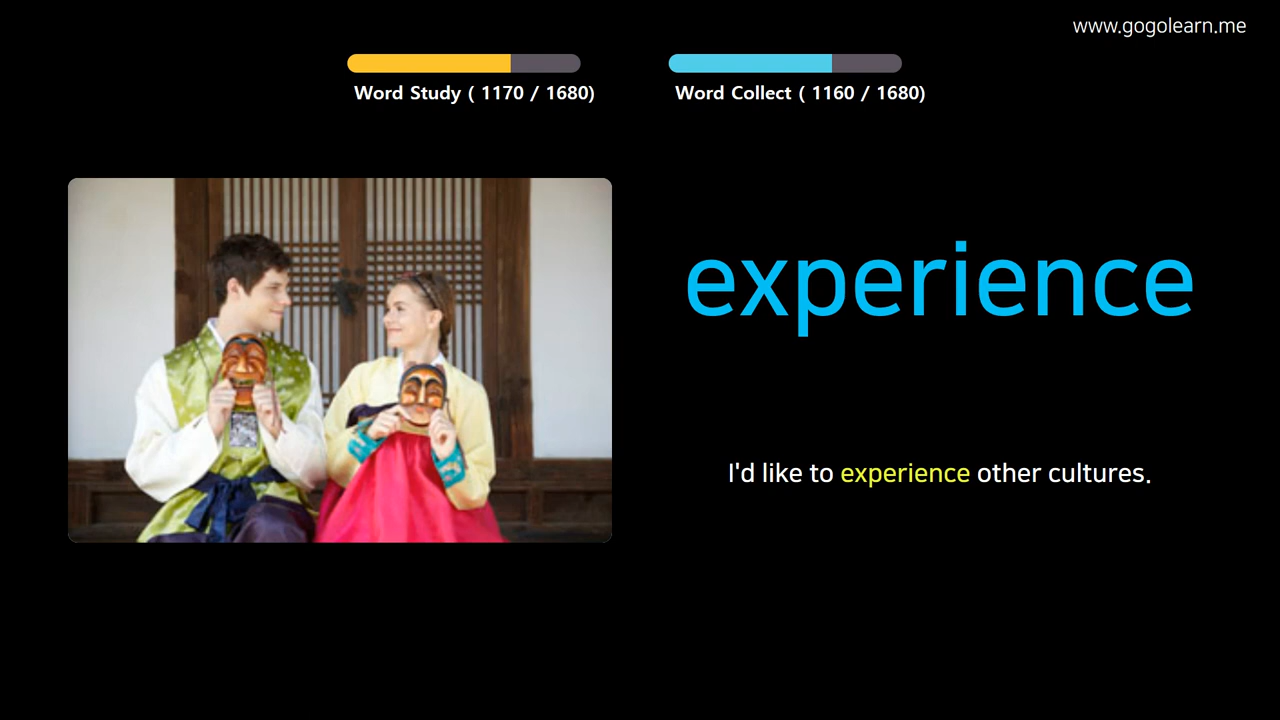 www.gogolearn.me
Word Study ( 1170 / 1680)
Word Collect ( 1160 / 1680)
experience
I'd like to experience other cultures.